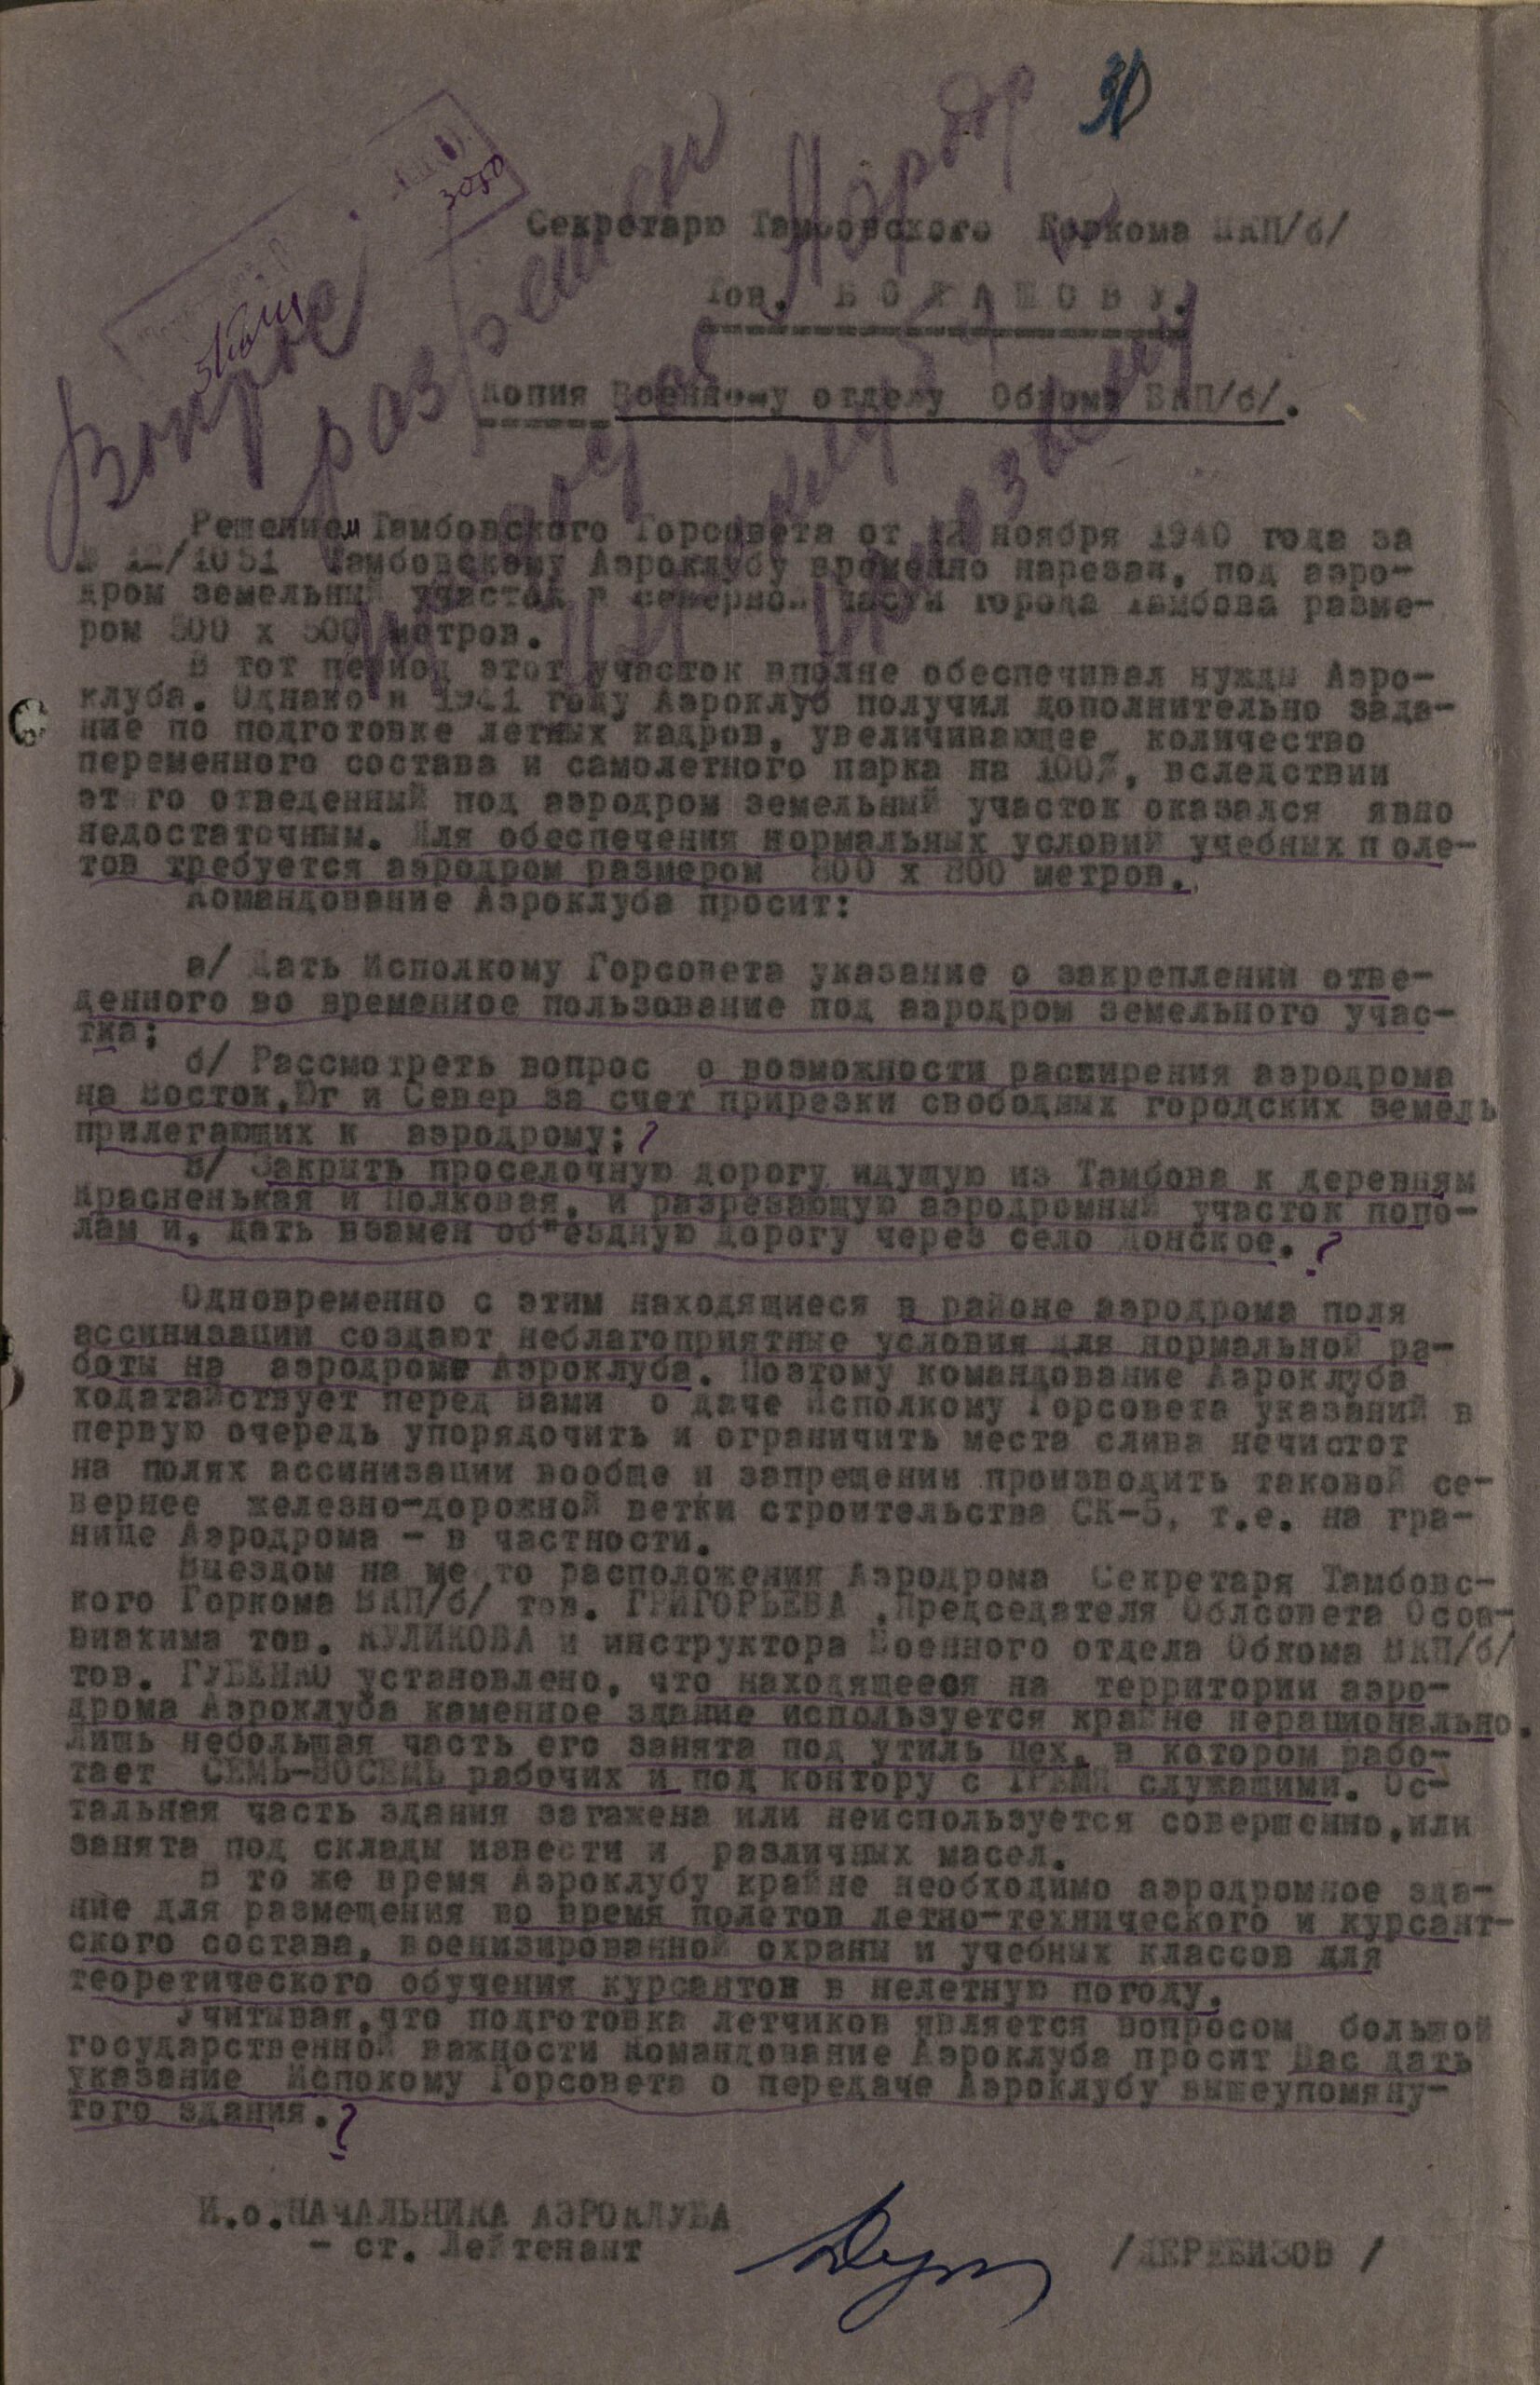 31
3050
Вопрос
разрешен
Секретарю Тамбовского Горкома ВКП/б/
Тов. В О Л А Ш О В У.
Копия Военному отделу Обкома ВКП/б/.
Решением Тамбовского Горсовета от 12 ноября 1940 года за
№ 12/1051 Тамбовскому Аэроклубу временно нарезан, под аэро-
дром земельный участок в северной части города Тамбова разме-
ром 500 х 500 метров.
В тот период этот участок вполне обеспечивал нужды Аэро-
клуба. Однако в 1941 году Аэроклуб получил дополнительно зада-
ние по подготовке летных кадров, увеличивающее количество
переменного состава и самолетного парка на 100%, вследствии
эт го отведенный под аэродром земельный участок оказался явно
недостаточным. Для обеспечения нормальных условий учебных п оле-
тов требуется аэродром размером 800 х 800 метров.
Командование Аэроклуба просит:
а/ Дать Исполкому Горсовета указание о закреплении отве-
денного во временное пользование под аэродром земельного учас-
тка;
б/ Рассмотреть вопрос о возможности расширения аэродрома
на Восток,Юг и Север за счет прирезки свободных городских земель
прилегающих к аэродрому; ?
в/ Закрыть проселочную дорогу идущую из Тамбова к деревням
Красненькая и Полковая, и разрезающую аэродромный участок попо-
лам и, дать взамен об"ездную дорогу через село Донское. ?
Одновременно с этим находящиеся в районе аэродрома поля
ассинизации создают неблагоприятные условия для нормальной ра-
боты на аэродроме Аэроклуба. Поэтому командование Аэроклуба
ходатайствует перед Вами о даче Исполкому Горсовета указаний в
первую очередь упорядочить и ограничить места слива нечистот
на полях ассинизации вообще и запрещении производить таковой се-
вернее железно-дорожной ветки строительства СК-5, т.е. на гра-
нице Аэродрома - в частности.
Выездом на ме то расположения Аэродрома Секретаря Тамбовс-
кого Горкома ВКП/б/ тов. ГРИГОРЬЕВА ,Председателя Облсовета Осоа-
виахима тов. КУЛИКОВА и инструктора Военного отдела Обкома ВКП/б/
тов. ГУБЕНКО установлено, что находящееся на территории аэро-
дрома Аэроклуба каменное здание используется крайне нерационально.
Лишь небольшая часть его занята под утиль цех, в котором рабо-
тает СЕМЬ-ВОСЕМЬ рабочих и под контору с ТРЕМЯ служащими. Ос-
тальная часть здания загажена или неиспользуется совершенно,или
занята под склады извести и различных масел.
В то же время Аэроклубу крайне необходимо аэродромное зда-
ние для размещения во время полетов летно-технического и курсант-
ского состава, военизированной охраны и учебных классов для
теоретического обучения курсантов в нелетную погоду.
Учитывая,что подготовка летчиков является вопросом большой
государственной важности Командование Аэроклуба просит Вас дать
указание Испокому Горсовета о передаче Аэроклубу вышеупомяну-
того здания. ?
И.о.НАЧАЛЬНИКА АЭРОКЛУБА
- ст. Лейтенант
/ДЕРЕВИЗОВ /